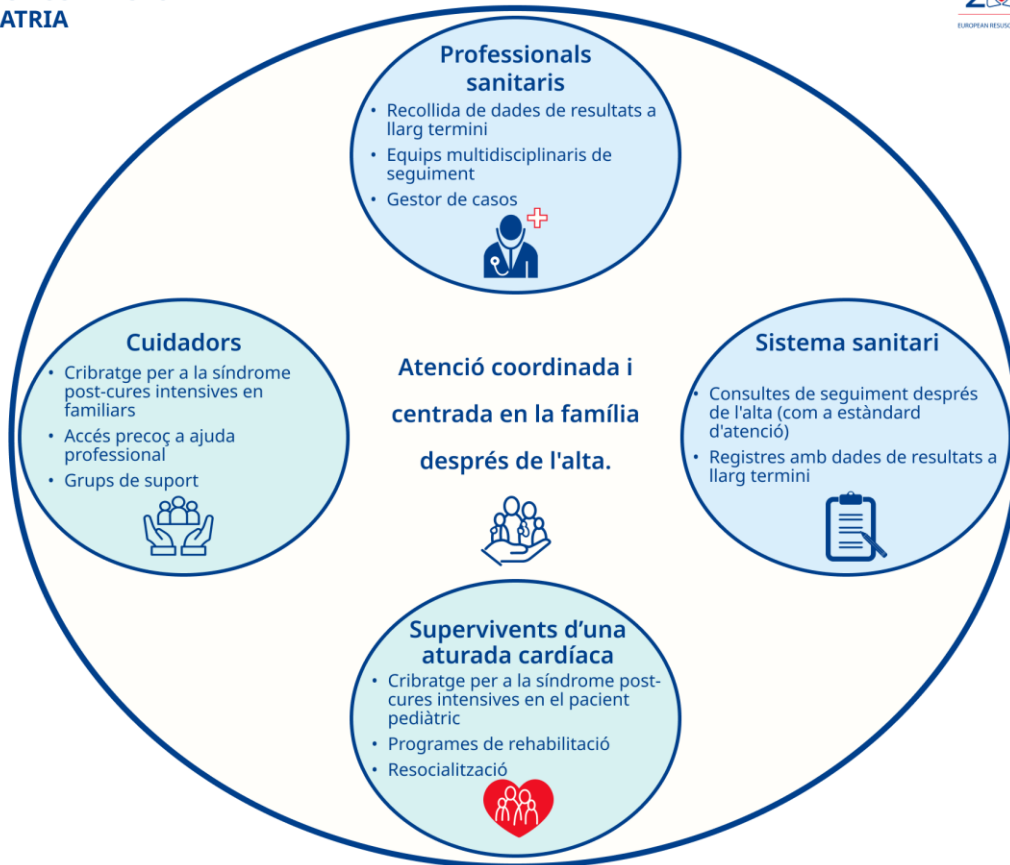 ATRIA
EUROPEAN RESUSC
Professionals
sanitaris
• Recollida de dades de resultats a
llarg termini
• Equips multidisciplinaris de
seguiment
• Gestor de casos
Cuidadors
• Cribratge per a la síndrome
post-cures intensives en
familiars
• Accés precoç a ajuda
professional
• Grups de suport
Atenció coordinada i
centrada en la família
després de l'alta.
Sistema sanitari
• Consultes de seguiment després
de l'alta (com a estàndard
d'atenció)
• Registres amb dades de resultats a
llarg termini
Supervivents d’una
aturada cardíaca
• Cribratge per a la síndrome post-
cures intensives en el pacient
pediàtric
• Programes de rehabilitació
• Resocialització